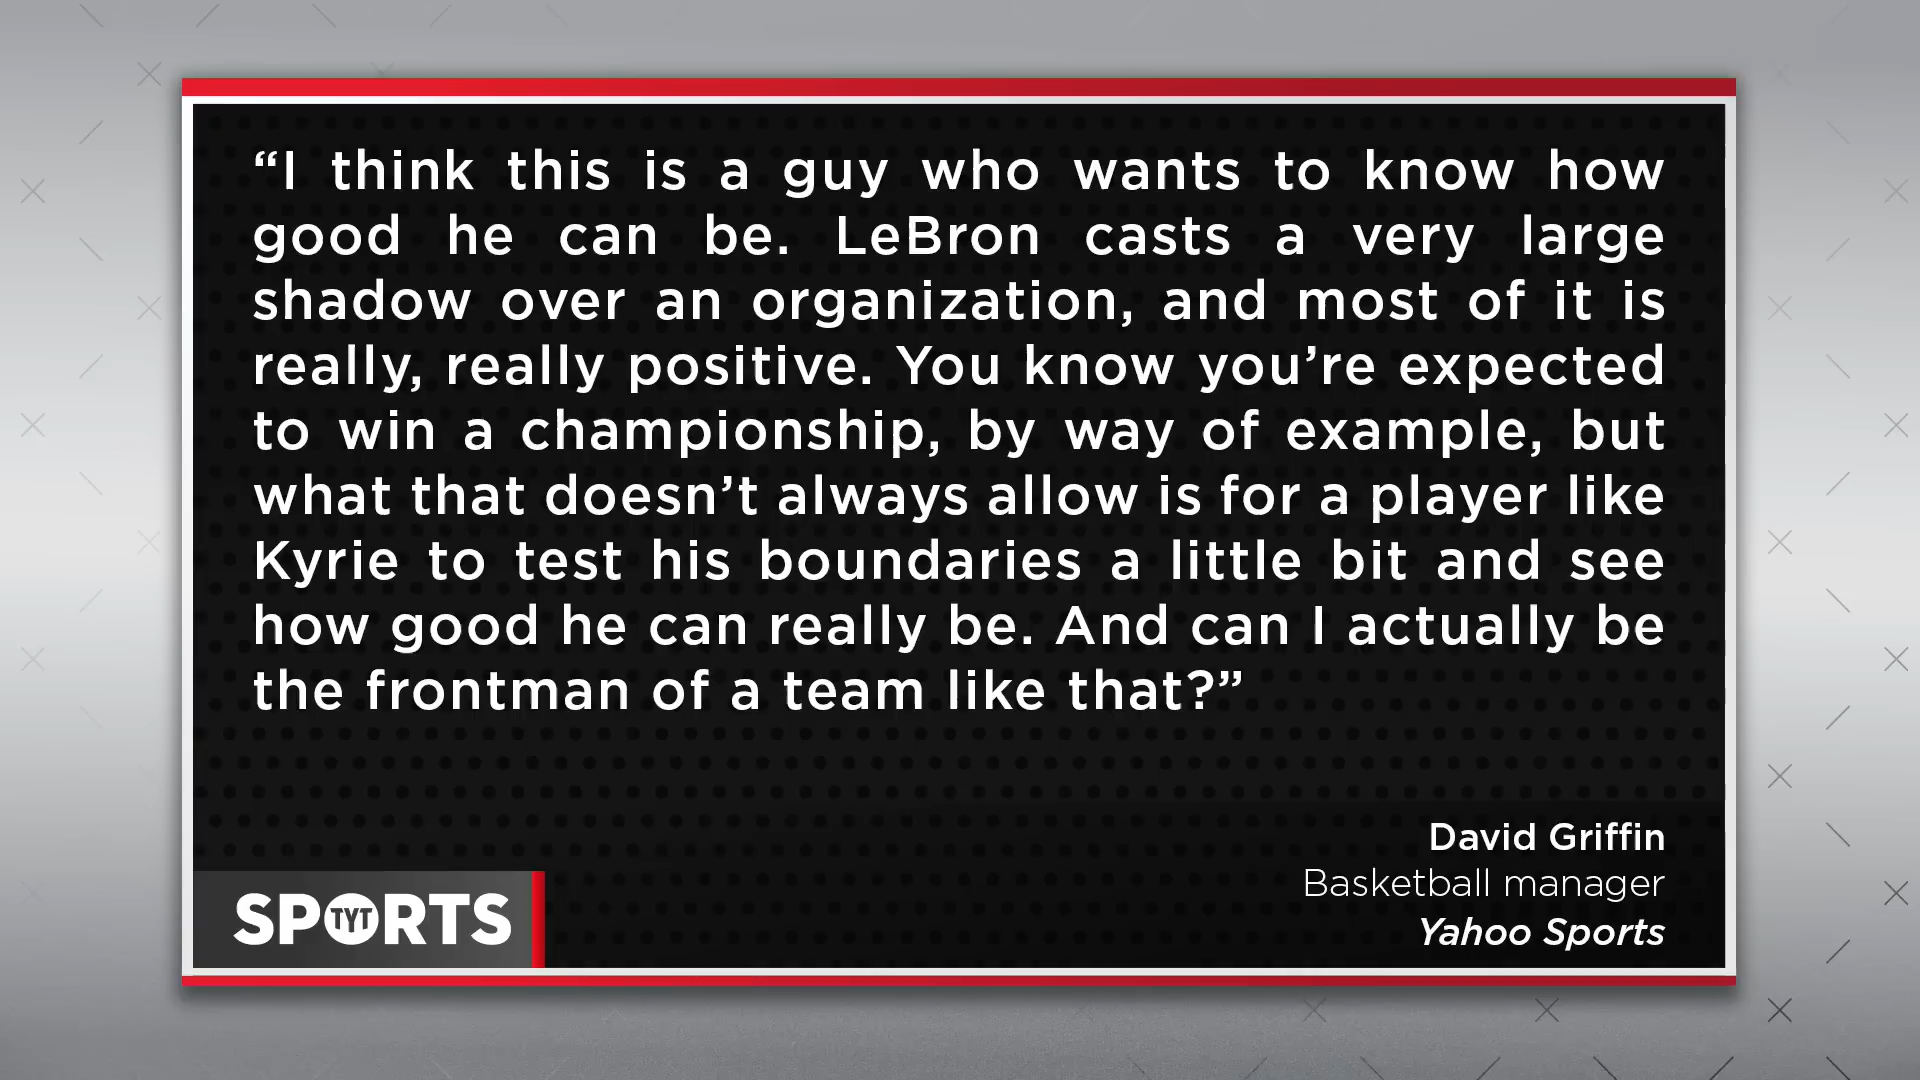 “I think this is a guy who wants to know how
good he can be. LeBron casts a very large
shadow over an organization, and most of it is
really, really positive. You know you’re expected
to win a championship, by way of example, but
what that doesn’t always allow is for a player like
Kyrie to test his boundaries a little bit and see
how good he can really be. And can I actually be
the frontman of a team like that?”
David Griffin
Basketball manager
Yahoo Sports
SPORTS
TYT